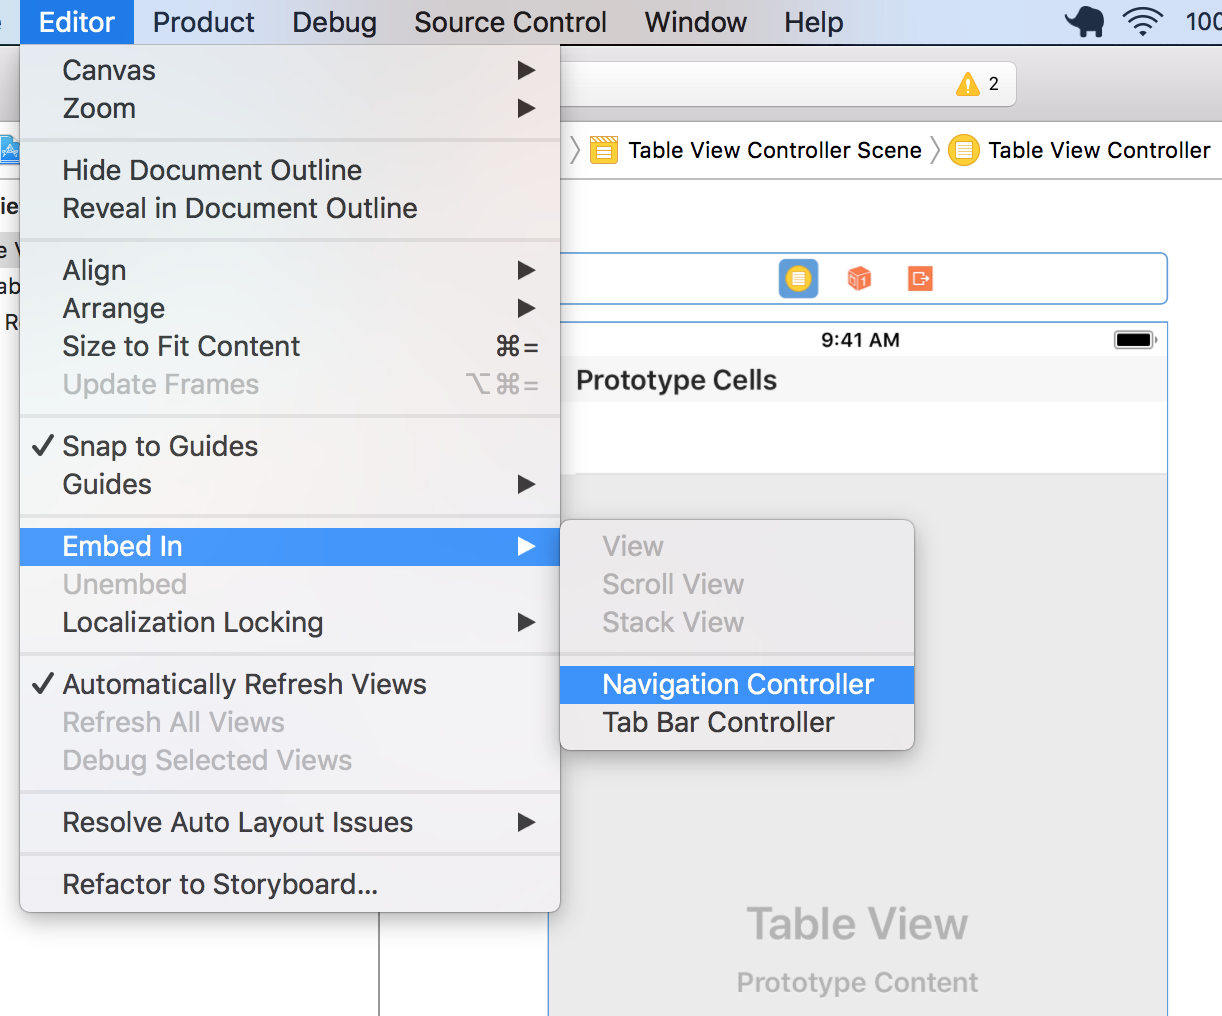 Editor Product Debug Source Control Window Help 100
Canvas
Zoom
2
Table View Controller Scene Table View Controller
Hide Document Outline
Reveal in Document Outline
Align
Arrange
Size to Fit Content ⌘=
Update Frames ⌥⌘=
9:41 AM
Prototype Cells
Snap to Guides
Guides
Embed In
Unembed
Localization Locking
View
Scroll View
Stack View
Navigation Controller
Tab Bar Controller
Automatically Refresh Views
Refresh All Views
Debug Selected Views
Resolve Auto Layout Issues
Refactor to Storyboard...
Table View
Prototype Content